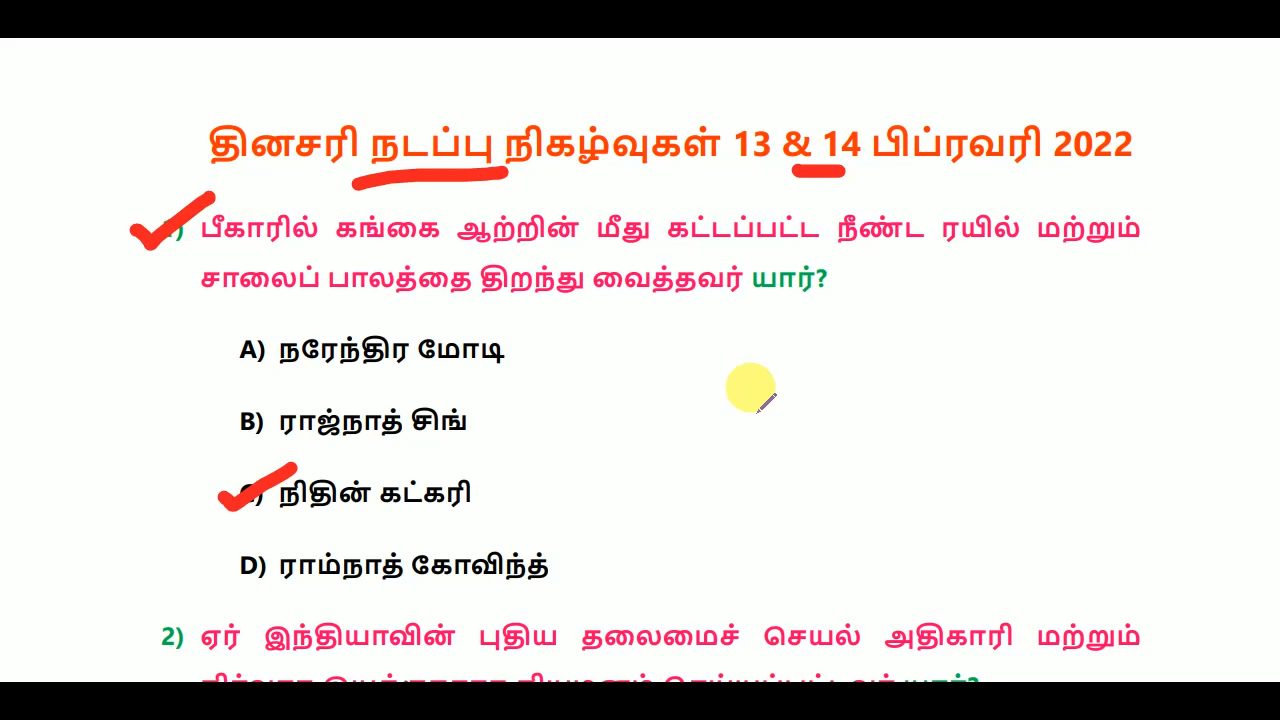 தினசரி நடப்பு நிகழ்வுகள் 13 & 14 பிப்ரவரி 2022
) பீகாரில் கங்கை ஆற்றின் மீது கட்டப்பட்ட நீண்ட ரயில் மற்றும்
சாலைப் பாலத்தை திறந்து வைத்தவர் யார்?
A) நரேந்திர மோடி
B) ராஜ்நாத் சிங்
C) நிதின் கட்கரி
D) ராம்நாத் கோவிந்த்
2) ஏர் இந்தியாவின் புதிய தலைமைச் செயல் அதிகாரி மற்றும்
யார்?